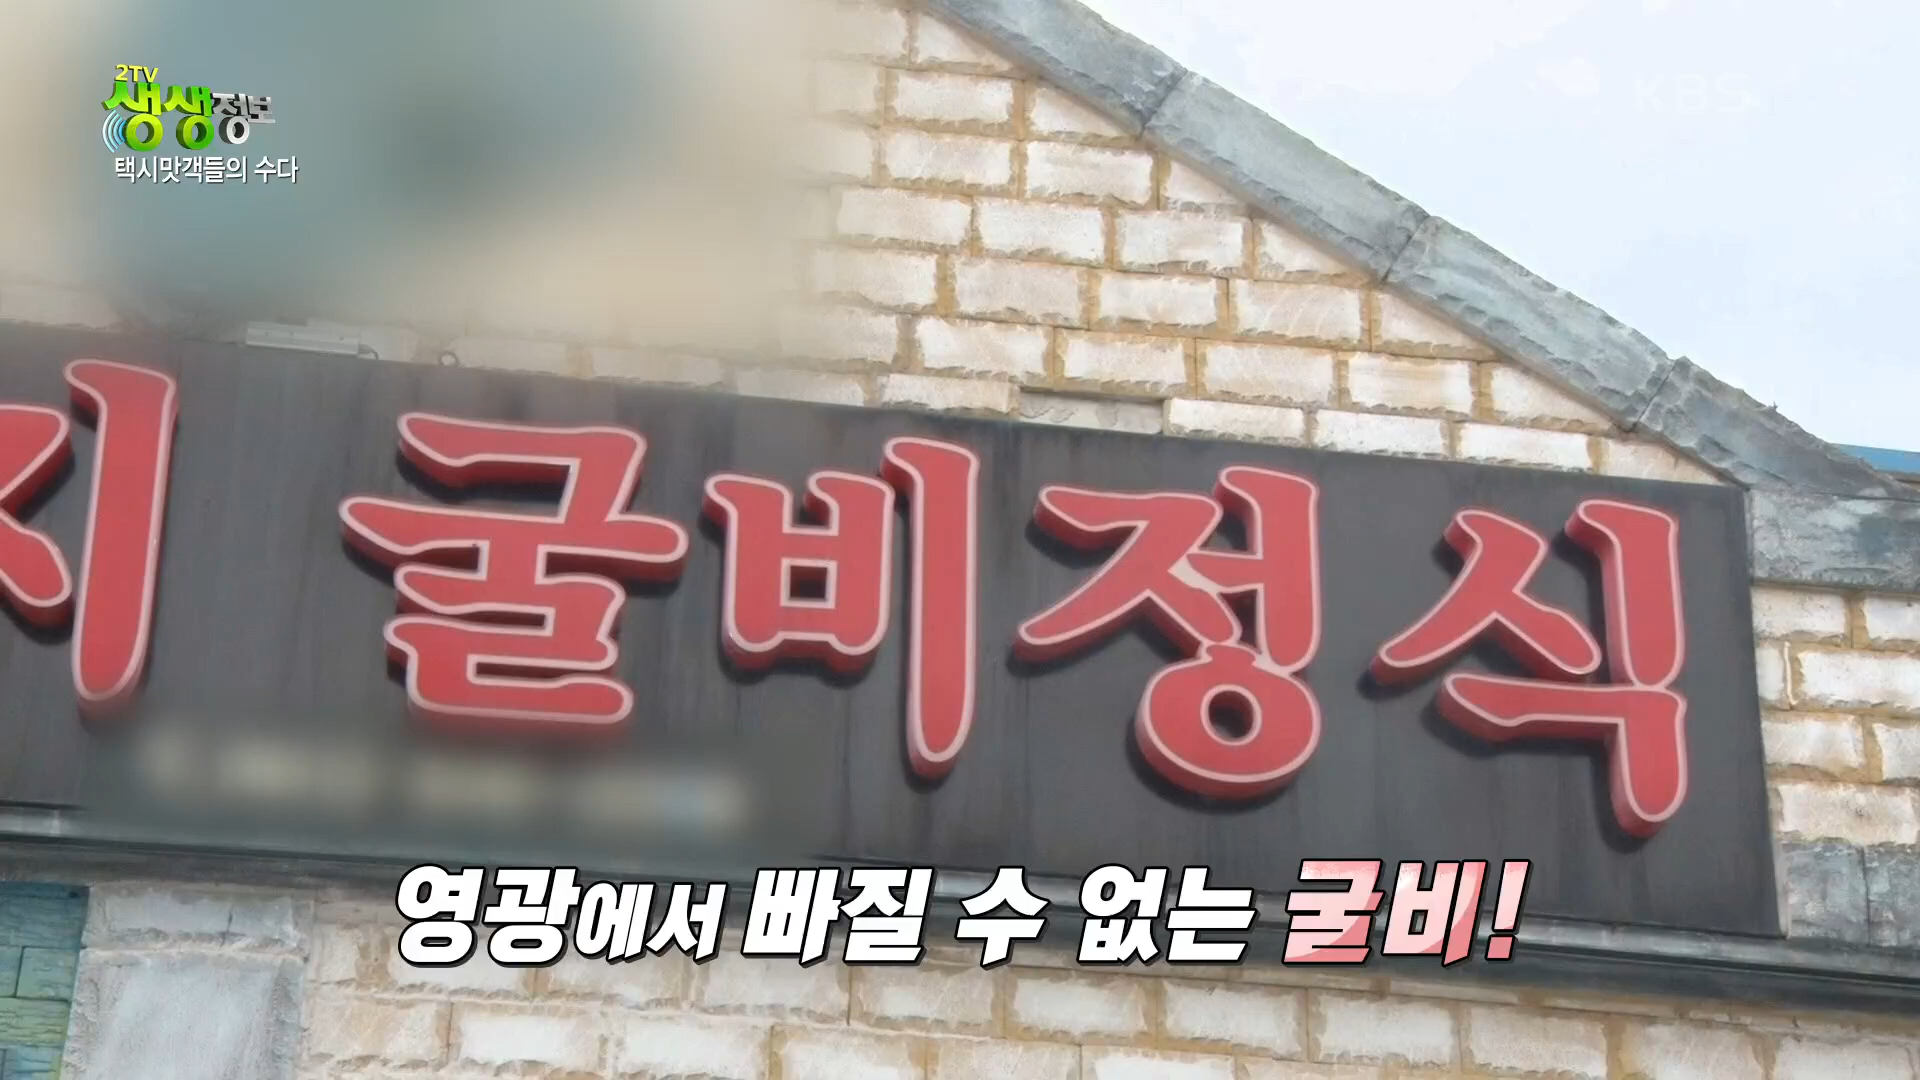 2TV
생생정보
택시맛객들의 수다
KBS
지 굴비정식
영광에서 빠질 수 없는 굴비!